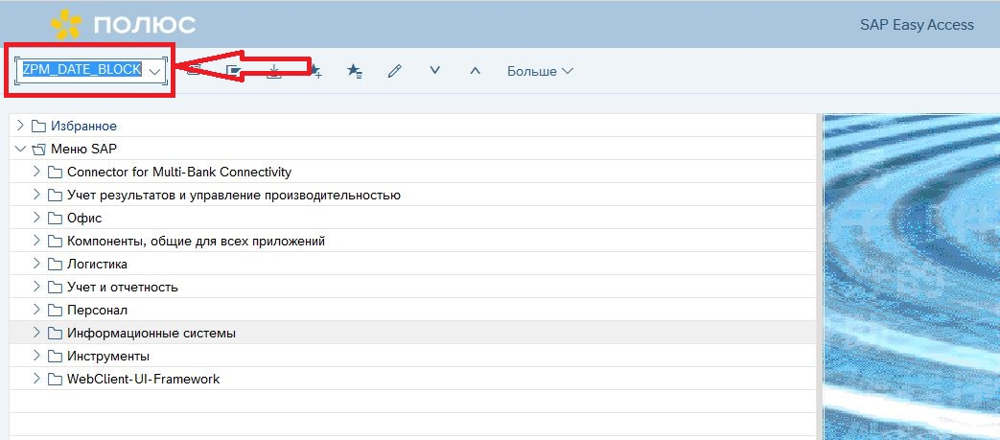 ПОЛЮС
SAP Easy Access
ZPM_DATE_BLOCK
Больше
Избранное
Меню SAP
Connector for Multi-Bank Connectivity
Учет результатов и управление производительностью
Офис
Компоненты, общие для всех приложений
Логистика
Учет и отчетность
Персонал
Информационные системы
Инструменты
WebClient-UI-Framework